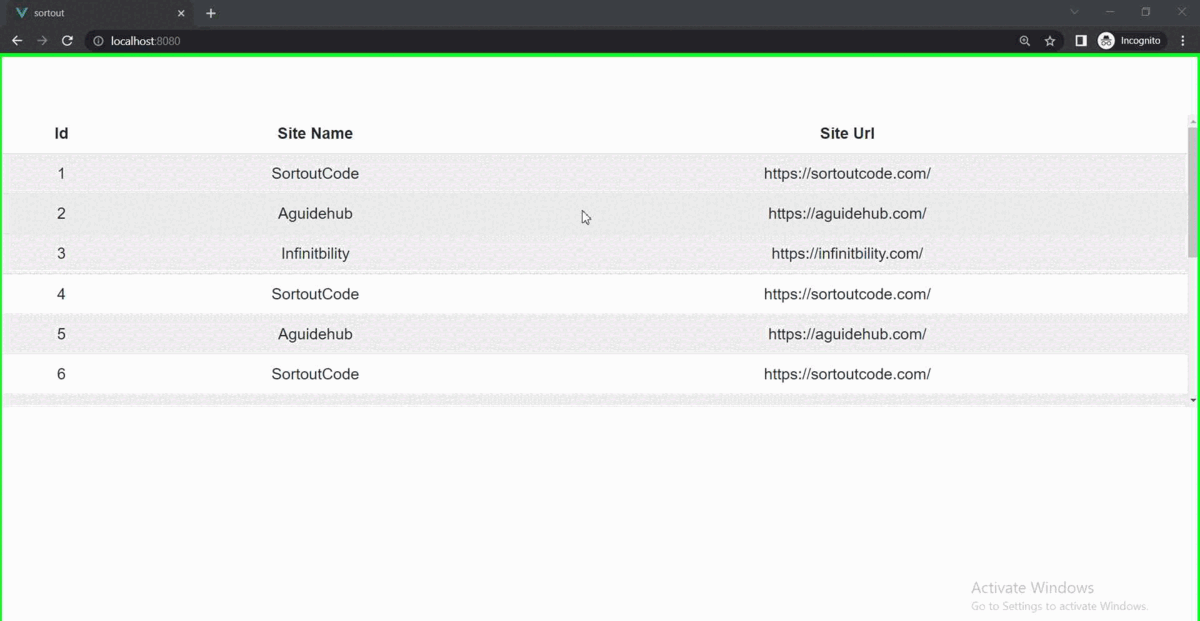 sortout
localhost:8080
Incognito
Id Site Name Site Url
1 SortoutCode https://sortoutcode.com/
2 Aguidehub https://aguidehub.com/
3 Infinitbility https://infinitbility.com/
4 SortoutCode https://sortoutcode.com/
5 Aguidehub https://aguidehub.com/
6 SortoutCode https://sortoutcode.com/
Activate Windows
Go to Settings to activate Windows.